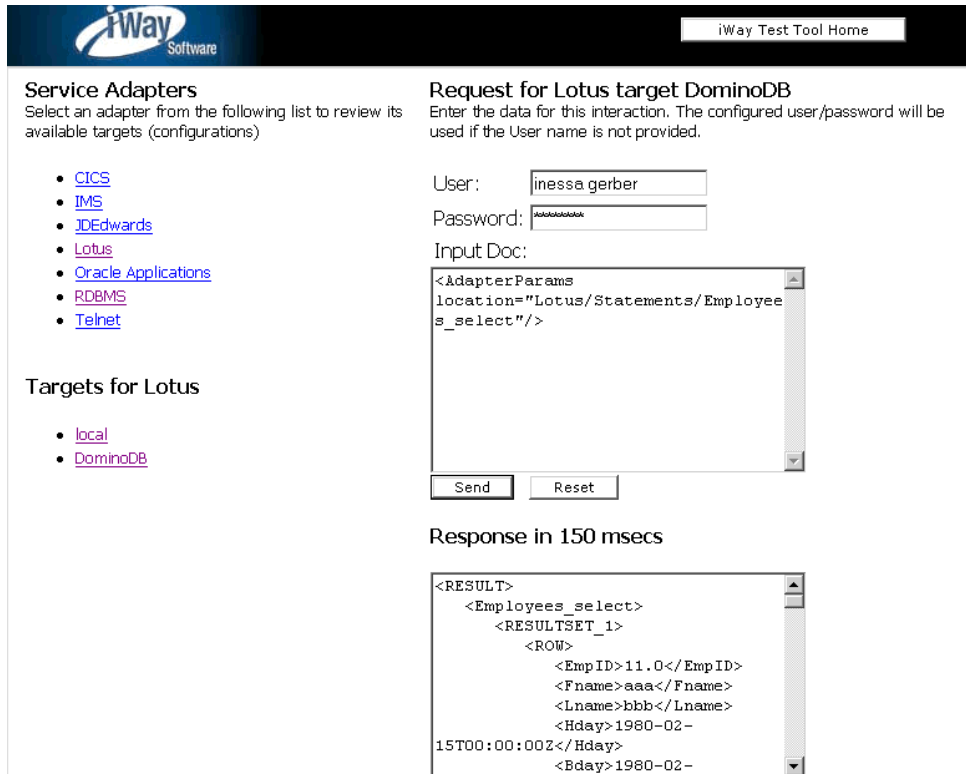 iWay
Software
iWay Test Tool Home
Service Adapters
Select an adapter from the following list to review its
available targets (configurations)
CICS
IMS
JDEdwards
Lotus
Oracle Applications
RDBMS
Telnet
Targets for Lotus
local
DominoDB
Request for Lotus target DominoDB
Enter the data for this interaction. The configured user/password will be
used if the User name is not provided.
User: inessa gerber
Password: *********
Input Doc:
<AdapterParams
location="Lotus/Statements/Employee
s_select"/>
Send Reset
Response in 150 msecs
<RESULT>
<Employees_select>
<RESULTSET_1>
<ROW>
<EmpID>11.0</EmpID>
<Fname>aaa</Fname>
<Lname>bbb</Lname>
<Hday>1980-02-
15T00:00:00Z</Hday>
<Bday>1980-02-